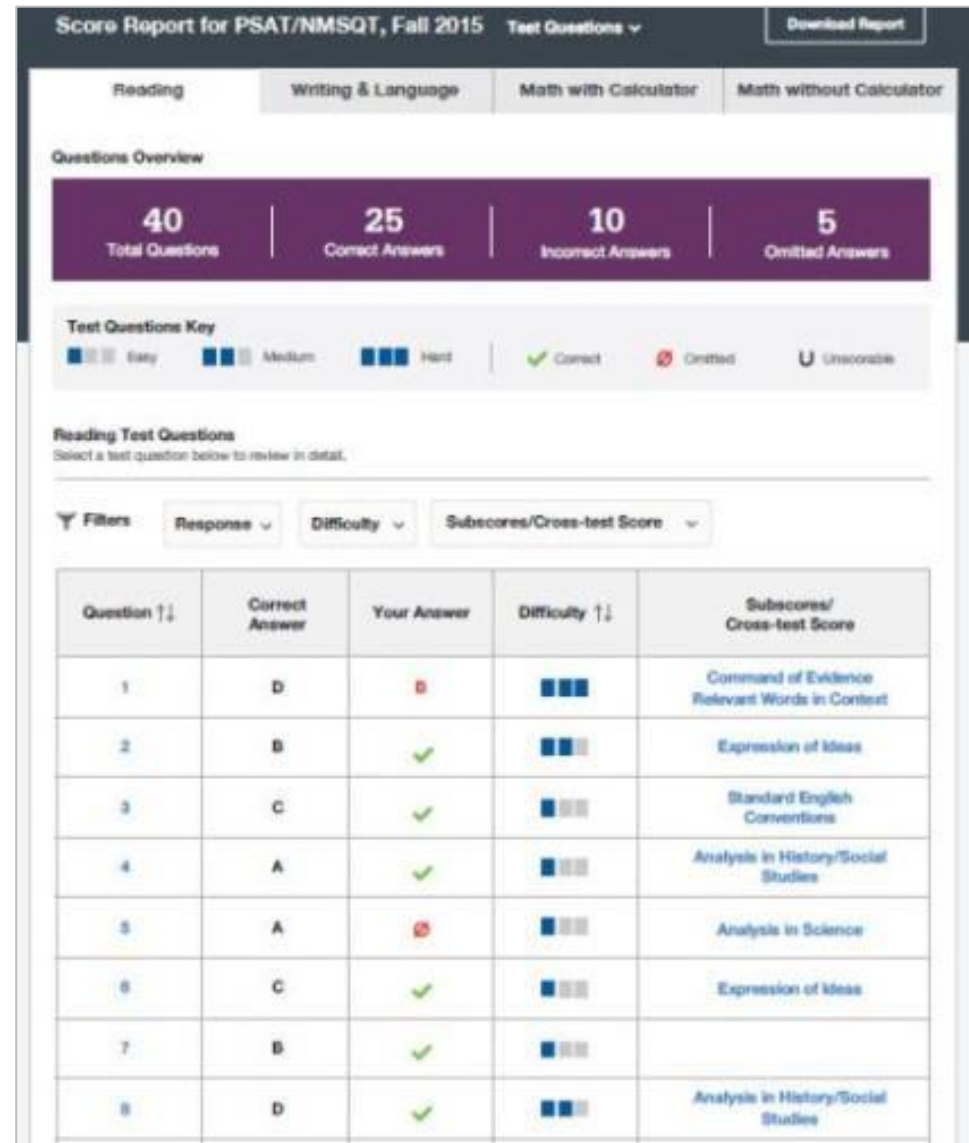 Score Report for PSAT/NMSQT, Fall 2015 Test Questions Download Report
Reading Writing & Language Math with Calculator Math without Calculator
Questions Overview
40 25 10 5
Total Questions Correct Answers Incorrect Answers Omitted Answers
Test Questions Key
Easy Medium Hard Correct Omitted U Unscorable
Reading Test Questions
Select a test question below to review in detail.
Filters Response Difficulty Subscores/Cross-test Score
Question ↑↓ Correct Answer Your Answer Difficulty ↑↓ Subscores/
Cross-test Score
1 D B Command of Evidence
Relevant Words in Context
2 B Expression of Ideas
3 C Standard English
Conventions
4 A Analysis in History/Social
Studies
5 A Analysis in Science
6 C Expression of Ideas
7 B
8 D Analysis in History/Social
Studies